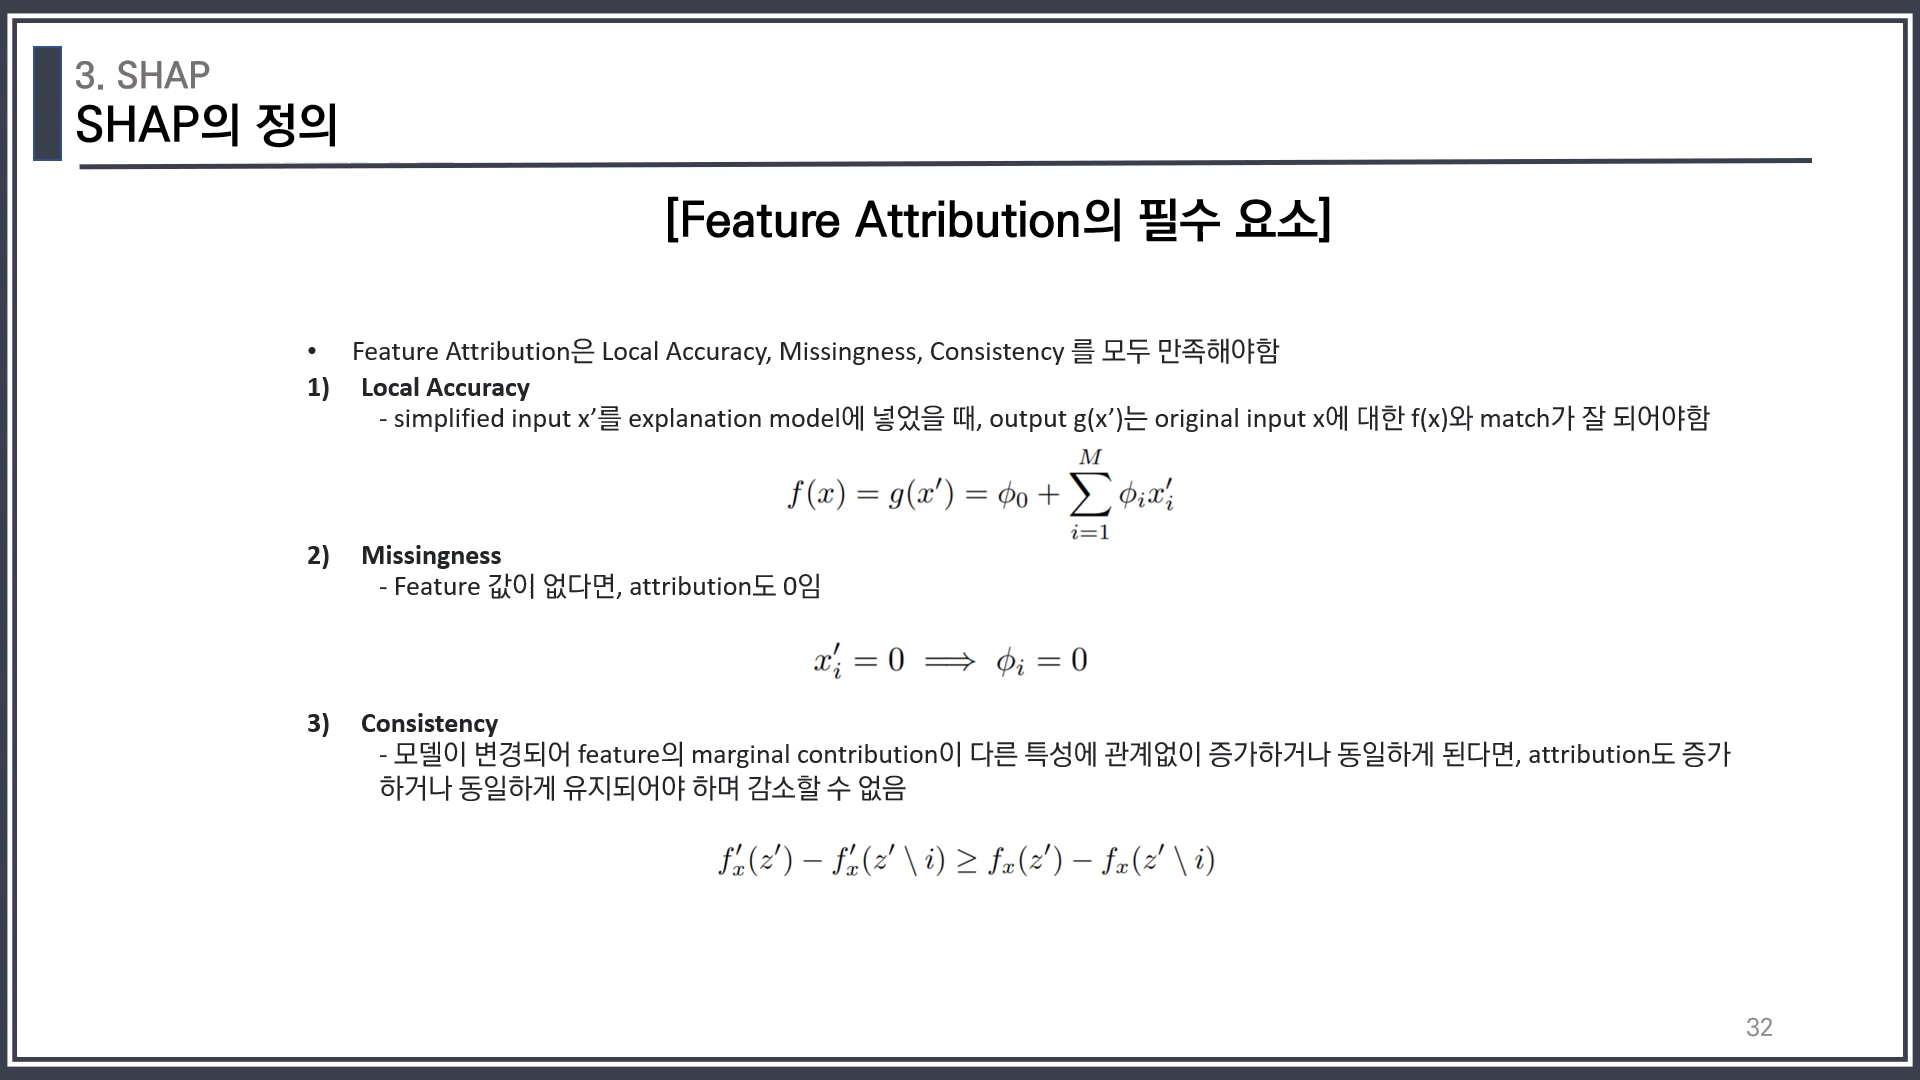 3. SHAP
SHAP의 정의
[Feature Attribution의 필수 요소]
• Feature Attribution은 Local Accuracy, Missingness, Consistency 를 모두 만족해야함
1) Local Accuracy
- simplified input x’를 explanation model에 넣었을 때, output g(x’)는 original input x에 대한 f(x)와 match가 잘 되어야함
f(x) = g(x′) = ϕ₀ + ∑_{i=1}^{M} ϕᵢx′ᵢ
2) Missingness
- Feature 값이 없다면, attribution도 0임
x′ᵢ = 0 ⟹ ϕᵢ = 0
3) Consistency
- 모델이 변경되어 feature의 marginal contribution이 다른 특성에 관계없이 증가하거나 동일하게 된다면, attribution도 증가
하거나 동일하게 유지되어야 하며 감소할 수 없음
f′ₓ(z′) − f′ₓ(z′ \ i) ≥ fₓ(z′) − fₓ(z′ \ i)
32